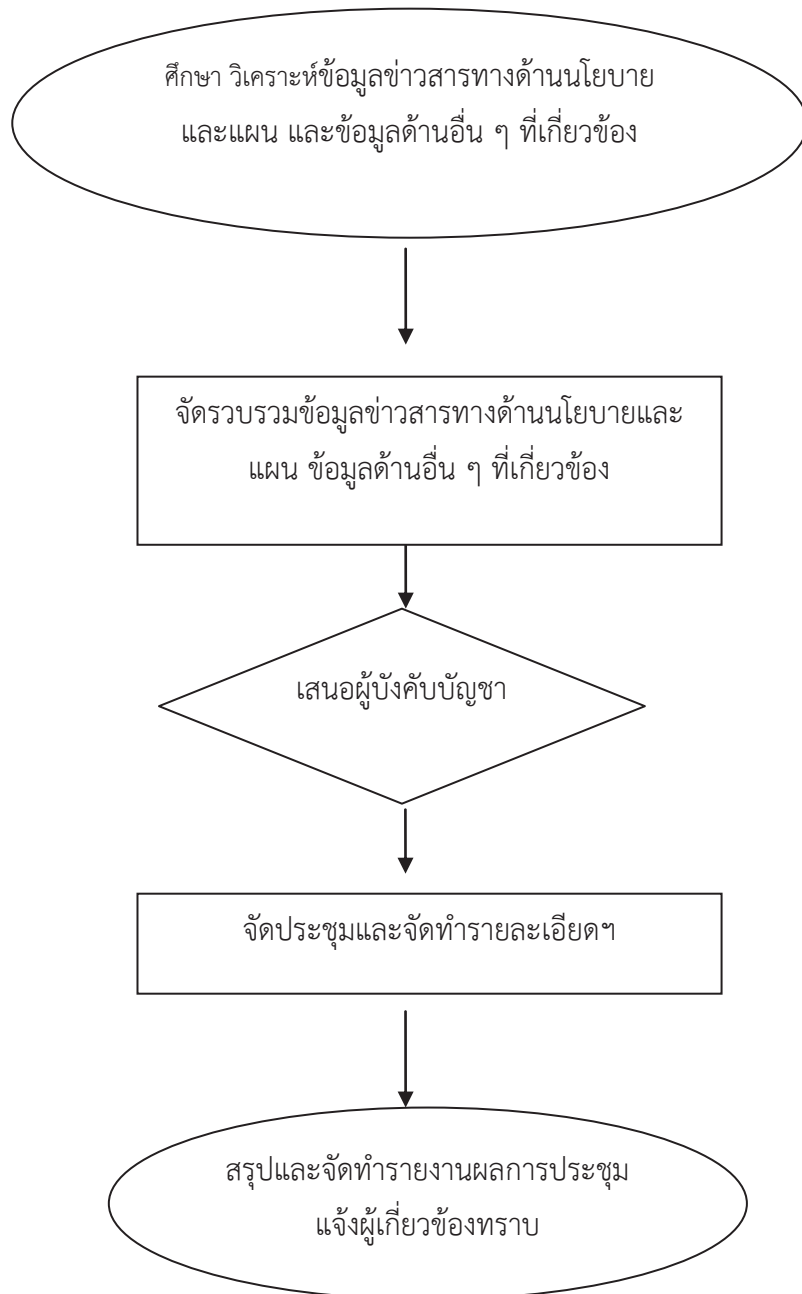 ศึกษา วิเคราะห์ข้อมูลข่าวสารทางด้านนโยบาย
และแผน และข้อมูลด้านอื่น ๆ ที่เกี่ยวข้อง
จัดรวบรวมข้อมูลข่าวสารทางด้านนโยบายและ
แผน ข้อมูลด้านอื่น ๆ ที่เกี่ยวข้อง
เสนอผู้บังคับบัญชา
จัดประชุมและจัดทำรายละเอียดฯ
สรุปและจัดทำรายงานผลการประชุม
แจ้งผู้เกี่ยวข้องทราบ